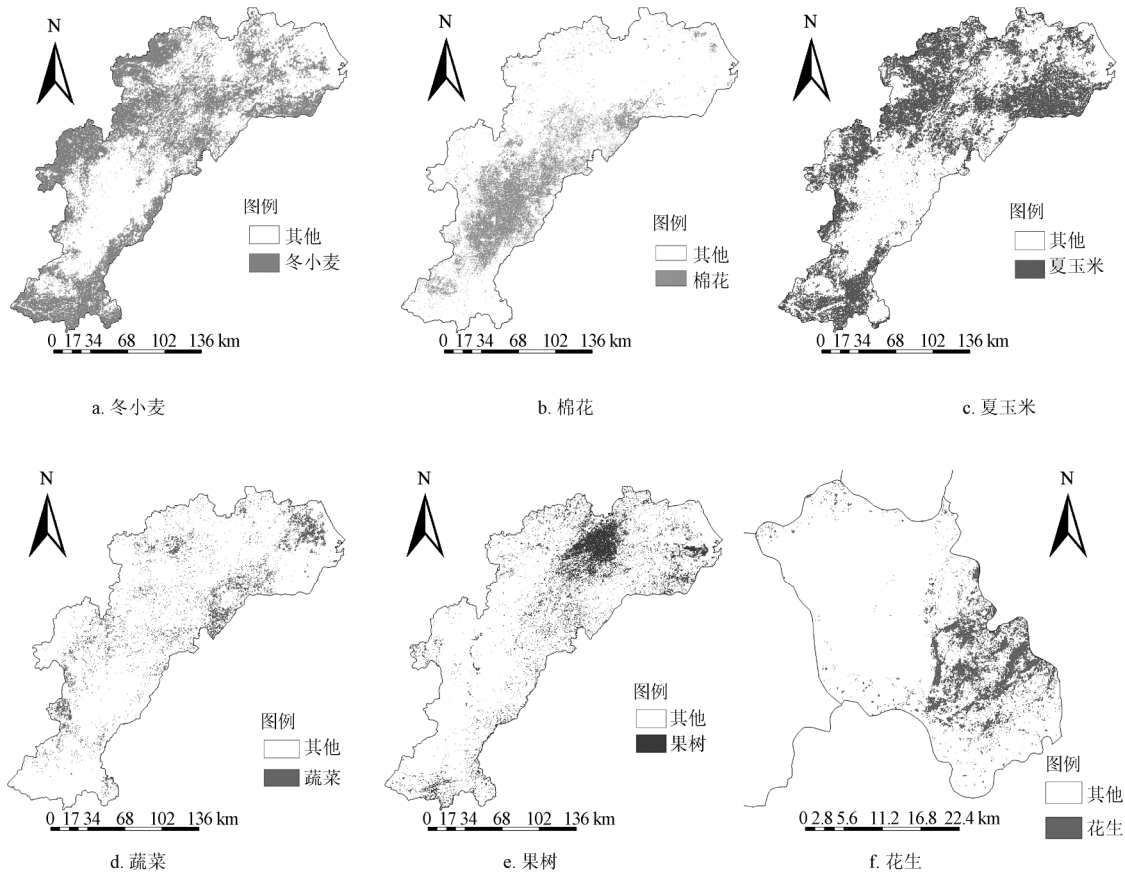 N
图例
其他
冬小麦
0 17 34 68 102 136 km
a. 冬小麦
N
图例
其他
棉花
0 17 34 68 102 136 km
b. 棉花
N
图例
其他
夏玉米
0 17 34 68 102 136 km
c. 夏玉米
N
图例
其他
蔬菜
0 17 34 68 102 136 km
d. 蔬菜
N
图例
其他
果树
0 17 34 68 102 136 km
e. 果树
N
图例
其他
花生
0 2.8 5.6 11.2 16.8 22.4 km
f. 花生